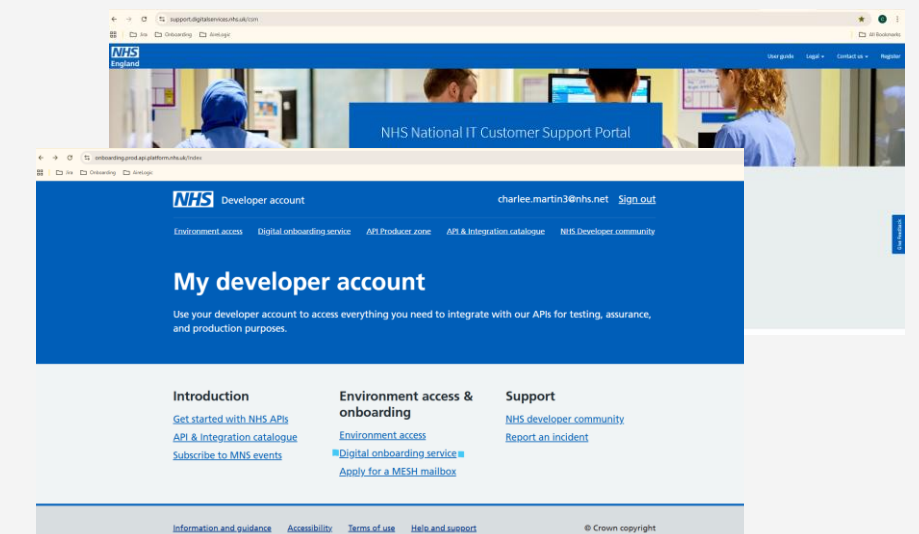 support.digitalservices.nhs.uk/csm
Jira Onboarding AireLogic
All Bookmarks
NHS
England
User guide Legal Contact us Register
NHS National IT Customer Support Portal
onboarding.prod.api.platform.nhs.uk/Index
Jira Onboarding AireLogic
NHS Developer account
charlee.martin3@nhs.net Sign out
Environment access Digital onboarding service API Producer zone API & Integration catalogue NHS Developer community
My developer account
Use your developer account to access everything you need to integrate with our APIs for testing, assurance,
and production purposes.
Introduction
Get started with NHS APIs
API & Integration catalogue
Subscribe to MNS events
Environment access &
onboarding
Environment access
Digital onboarding service
Apply for a MESH mailbox
Support
NHS developer community
Report an incident
Give feedback
Information and guidance Accessibility Terms of use Help and support
© Crown copyright